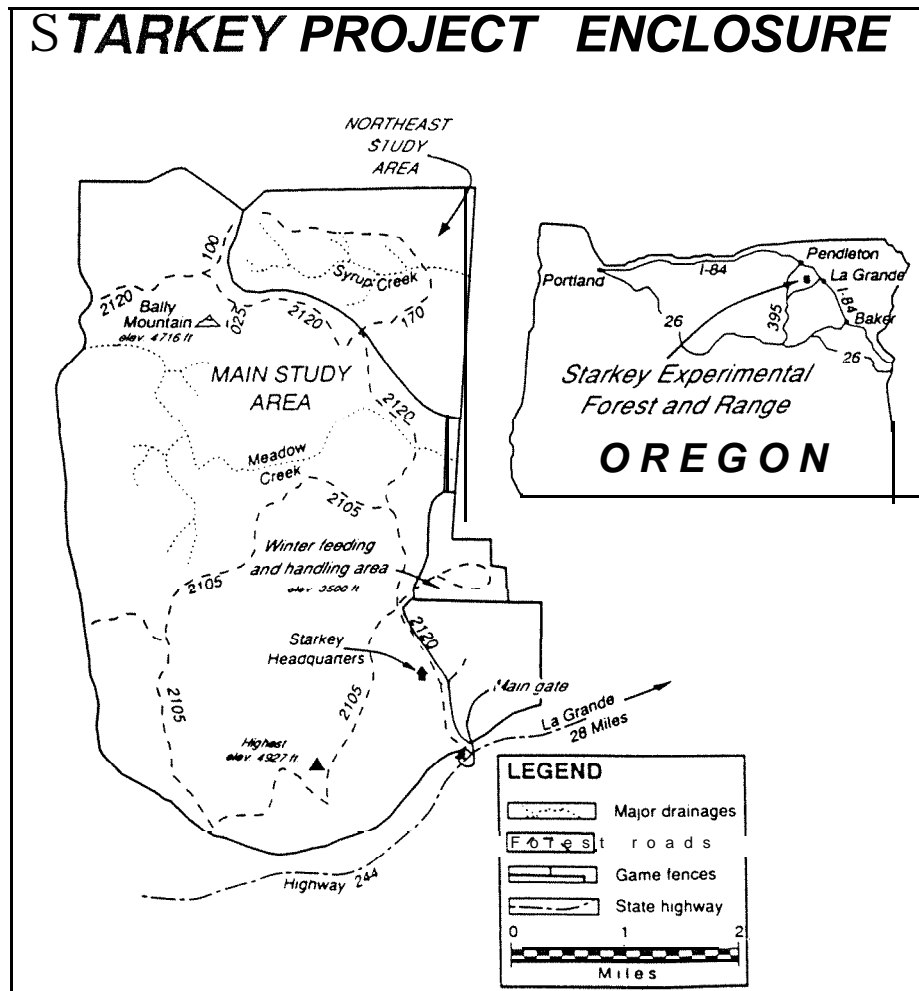 STARKEY PROJECT ENCLOSURE
NORTHEAST
STUDY
AREA
100
Syrup Creek
170
2120
Bally
Mountain
elev 4716 ft
025
2120
MAIN STUDY
AREA
2120
Meadow
Creek
2105
Winter feeding
and handling area
elev 3500 ft
2105
2120
Starkey
Headquarters
2105
2105
Main gate
La Grande
28 Miles
Highest
elev 4927 ft
Highway 244
Portland
I-84
Pendleton
La Grande
I-84
395
Baker
26
26
Starkey Experimental
Forest and Range
OREGON
LEGEND
Major drainages
Forest roads
Game fences
State highway
0 1 2
Miles